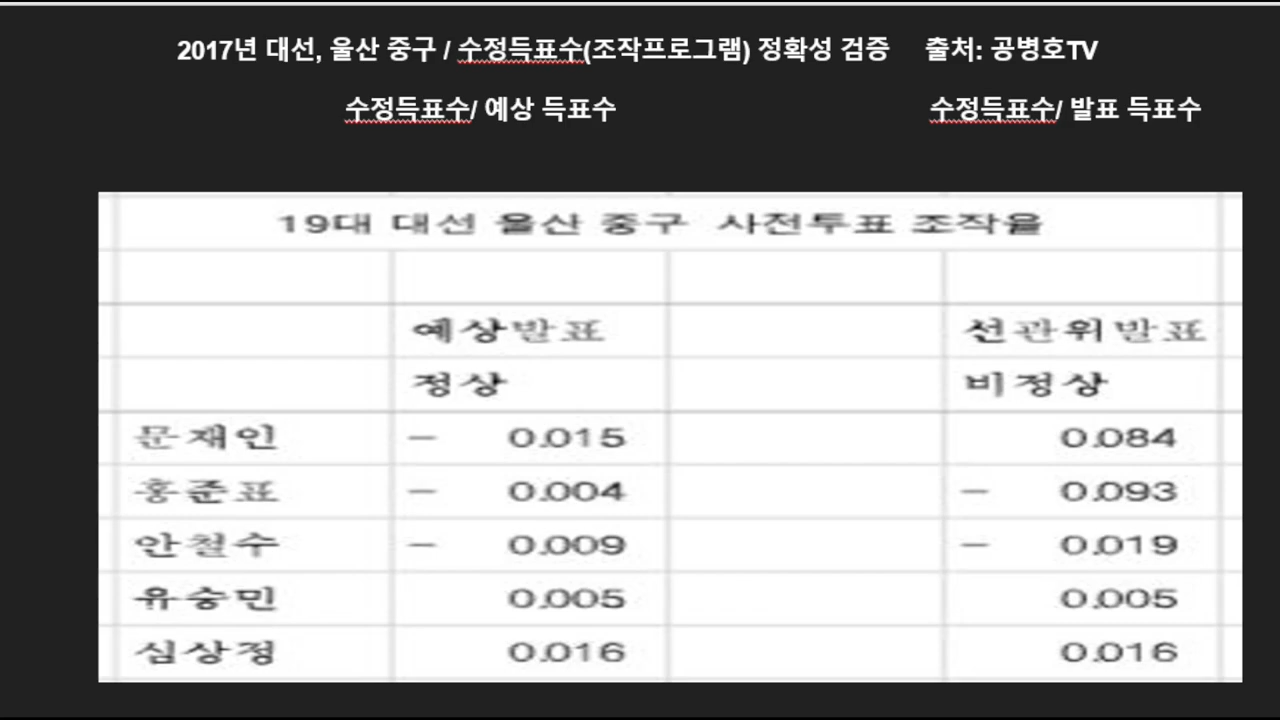 2017년 대선, 울산 중구 / 수정득표수(조작프로그램) 정확성 검증 출처: 공병호TV
수정득표수/ 예상 득표수 수정득표수/ 발표 득표수
19대 대선 울산 중구 사전투표 조작율
예상발표 선관위발표
정상 비정상
문재인 - 0.015 0.084
홍준표 - 0.004 - 0.093
안철수 - 0.009 - 0.019
유승민 0.005 0.005
심상정 0.016 0.016